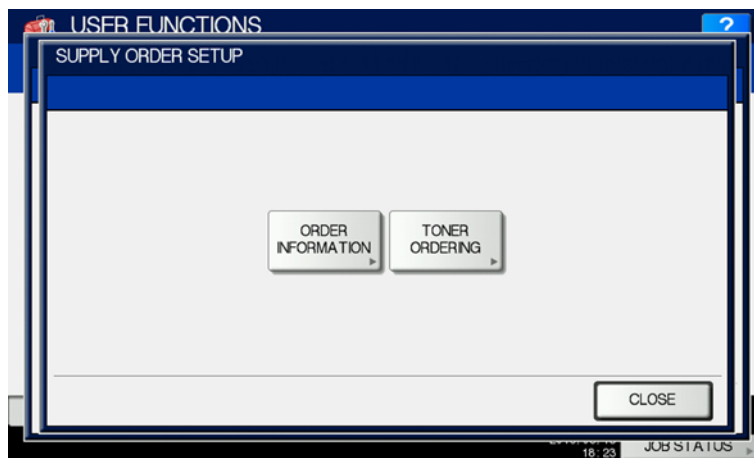 USER FUNCTIONS
?
SUPPLY ORDER SETUP
ORDER
INFORMATION
TONER
ORDERING
CLOSE
18:23
JOB STATUS